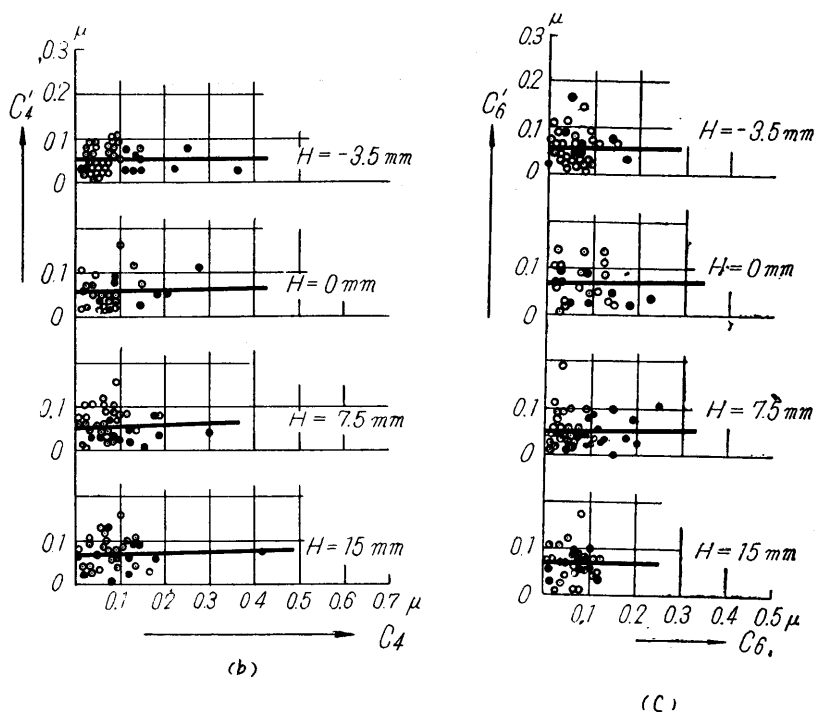 μ
0.3
0.2
C₄′
0.1
0
H = -3.5 mm
0.1
0
H = 0 mm
0.1
0
H = 7.5 mm
0.1
0
H = 15 mm
0.1 0.2 0.3 0.4 0.5 0.6 0.7 μ
C₄
(b)
μ
0.3
0.2
C₆′
0.1
0
H = -3.5 mm
0.1
0
H = 0 mm
0.1
0
H = 7.5 mm
0.1
0
H = 15 mm
0.1 0.2 0.3 0.4 0.5 μ
C₆.
(C)